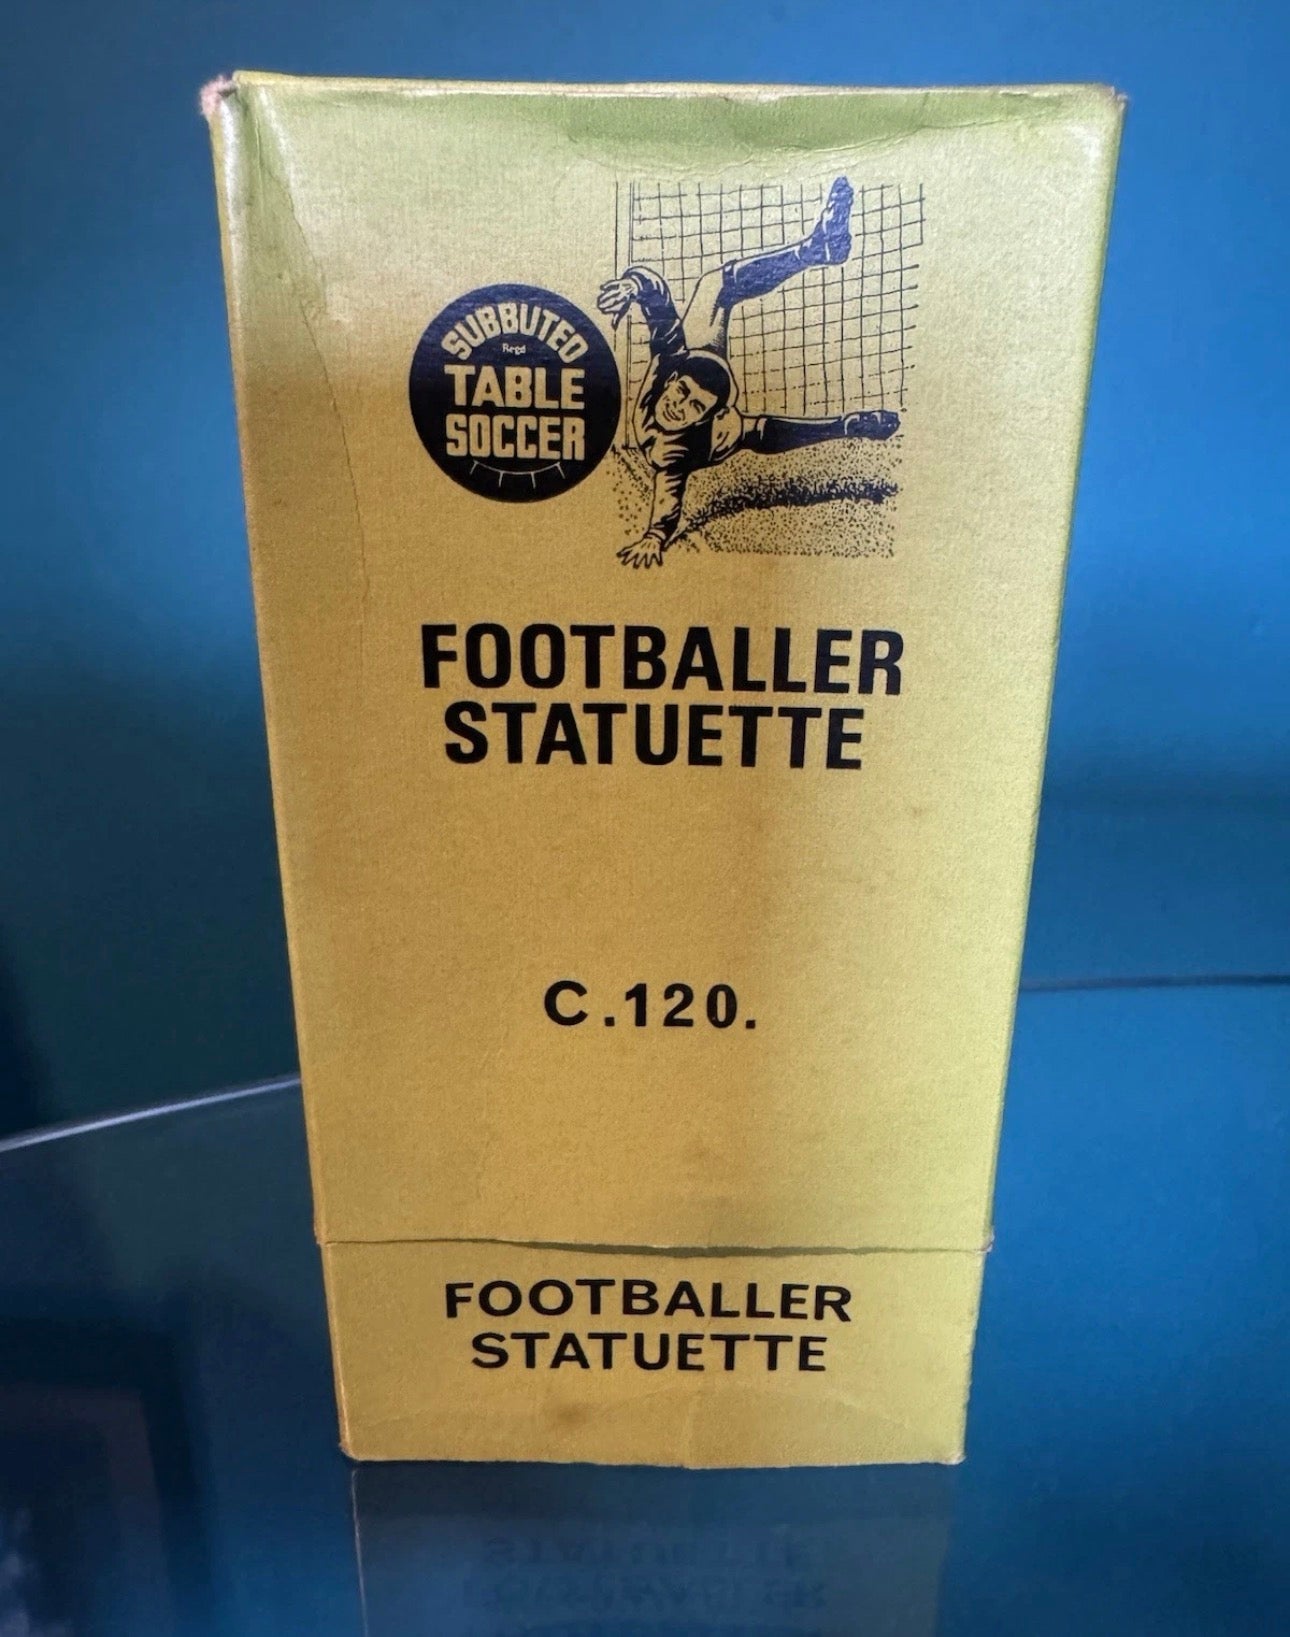 SUBBUTEO
Regd
TABLE
SOCCER
FOOTBALLER
STATUETTE
C.120.
FOOTBALLER
STATUETTE